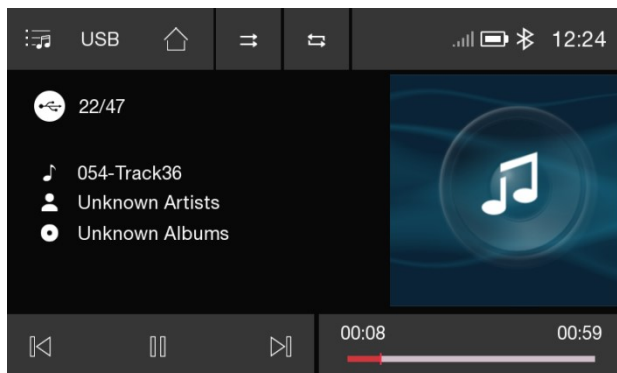 USB
12:24
22/47
054-Track36
Unknown Artists
Unknown Albums
00:08
00:59